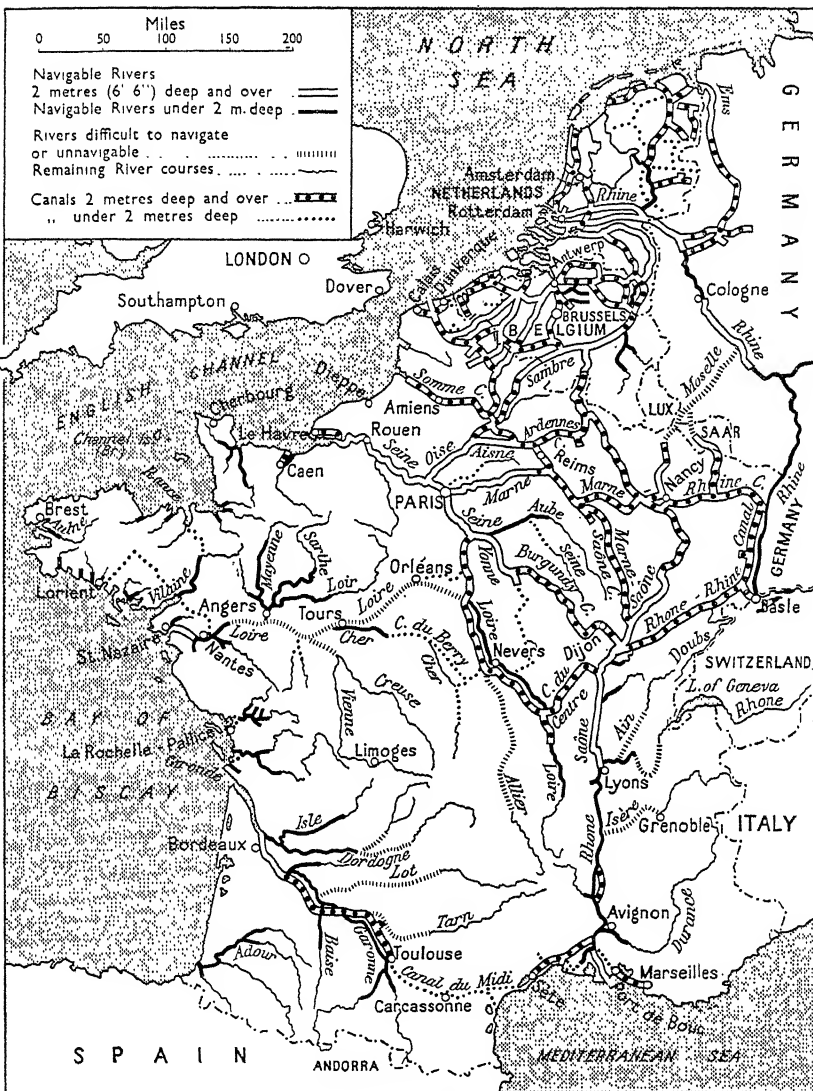 Miles
0 50 100 150 200
Navigable Rivers
2 metres (6' 6") deep and over
Navigable Rivers under 2 m. deep
Rivers difficult to navigate
or unnavigable
Remaining River courses
Canals 2 metres deep and over
,, under 2 metres deep
NORTH
SEA
GERMANY
Ems
Amsterdam
NETHERLANDS
Rhine
Rotterdam
Harwich
LONDON
Dover
Southampton
Calais
Dunkerque
Antwerp
Cologne
BRUSSELS
BELGIUM
Rhine
ENGLISH CHANNEL
Dieppe
Somme C.
Sambre
Moselle
Cherbourg
Channel Is.
(Br.)
Amiens
LUX.
Le Havre
Rouen
Ardennes
SAAR
Seine
Oise
Aisne
Reims
Caen
Nancy
Rhine C.
Rance
PARIS
Marne
Marne
Rhine
Brest
Aulne
Seine
Aube
Canal
GERMANY
Mayenne
Sarthe
Seine
Marne
Saône C.
Lorient
Vilaine
Loir
Orléans
Yonne
Burgundy C.
Saône
Angers
Tours
Loire
Loire
Rhone - Rhine
Basle
St. Nazaire
Loire
Cher
C. du Berry
Dijon
Nantes
Cher
Nevers
Doubs
SWITZERLAND
C. du
Centre
L. of Geneva
Rhone
Vienne
Creuse
BAY OF
BISCAY
La Rochelle - Pallice
Saône
Ain
Gironde
Limoges
Allier
Loire
Lyons
Isle
Isère
Grenoble
ITALY
Bordeaux
Dordogne
Rhone
Lot
Tarn
Avignon
Durance
Adour
Baise
Garonne
Toulouse
Canal du Midi
Marseilles
Sète
Port de Bouc
Carcassonne
SPAIN
ANDORRA
MEDITERRANEAN SEA